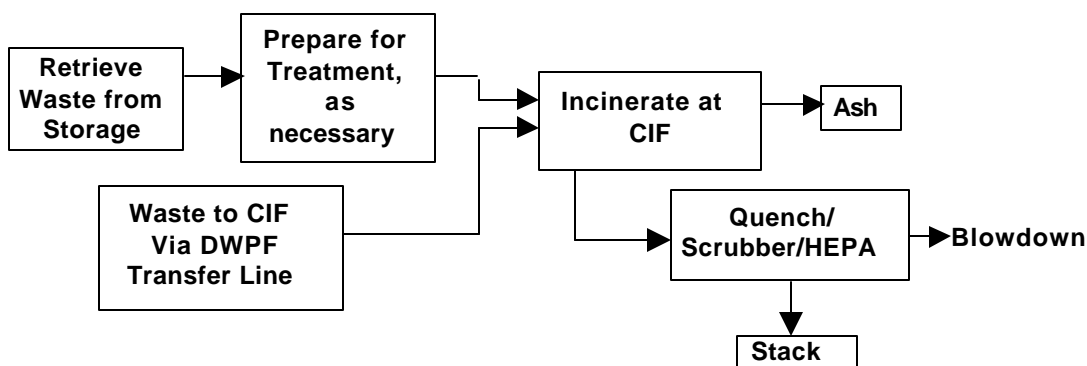 Retrieve
Waste from
Storage
Prepare for
Treatment,
as
necessary
Waste to CIF
Via DWPF
Transfer Line
Incinerate at
CIF
Ash
Quench/
Scrubber/HEPA
Blowdown
Stack